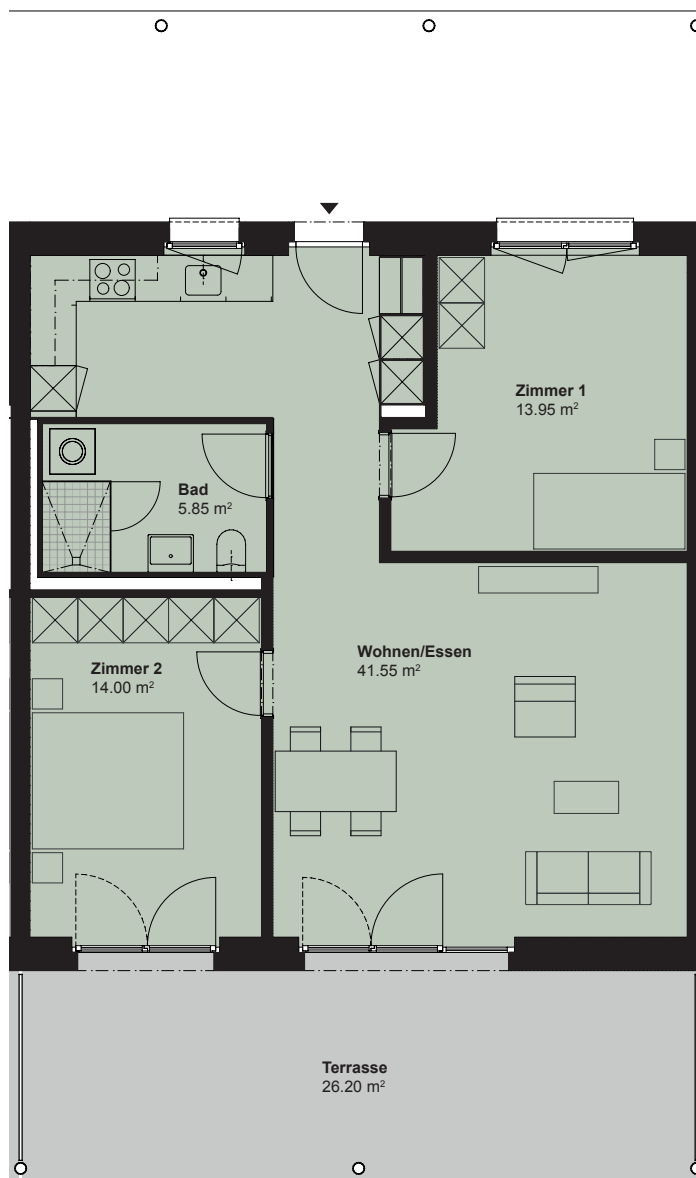 Zimmer 1
13.95 m²
Bad
5.85 m²
Wohnen/Essen
41.55 m²
Zimmer 2
14.00 m²
Terrasse
26.20 m²